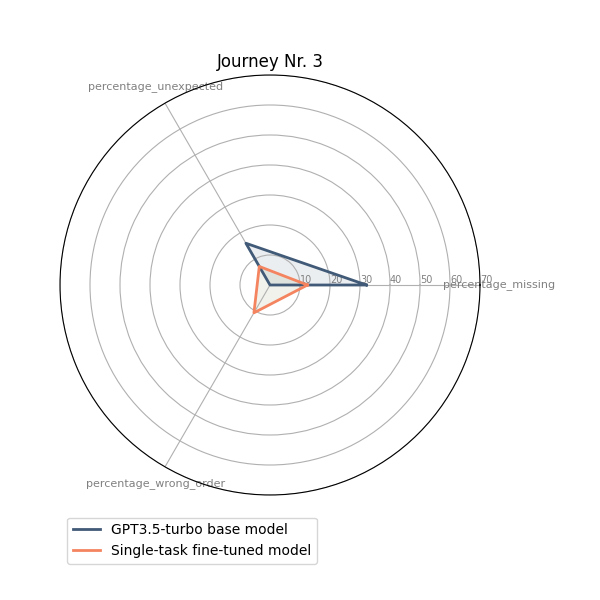 Journey Nr. 3
percentage_unexpected
10 20 30 40 50 60 70
percentage_missing
percentage_wrong_order
GPT3.5-turbo base model
Single-task fine-tuned model